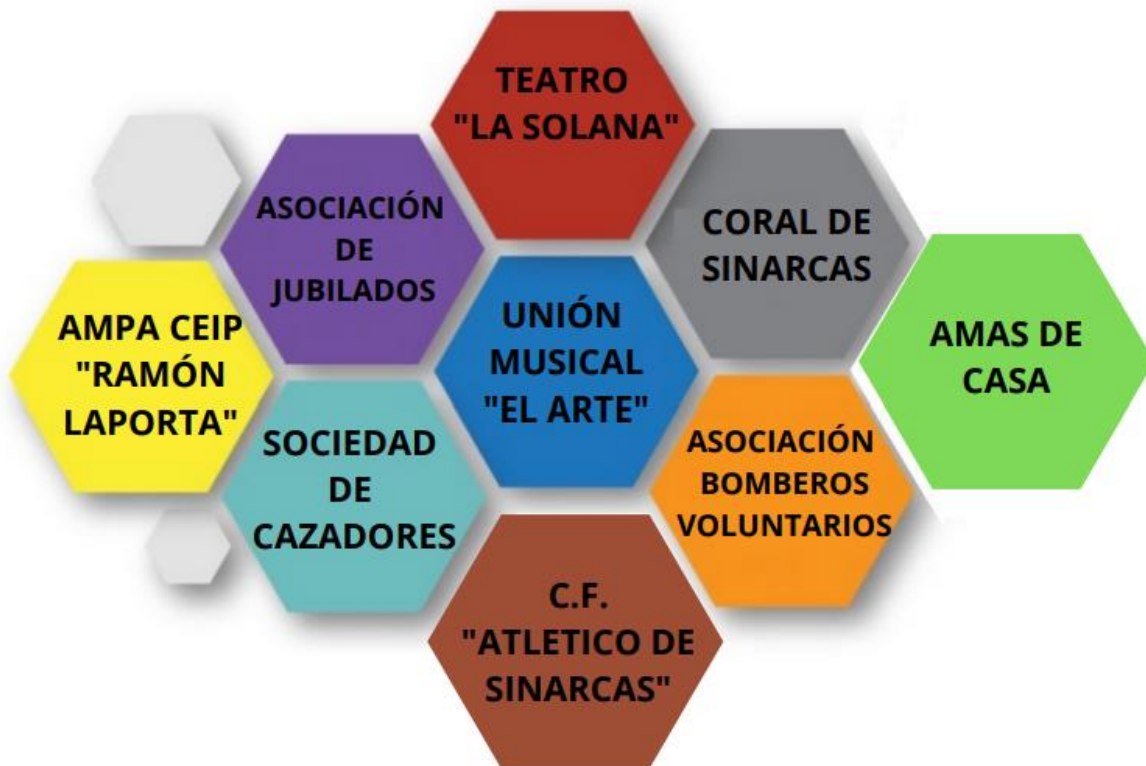 TEATRO
"LA SOLANA"
ASOCIACIÓN
DE
JUBILADOS
CORAL DE
SINARCAS
AMPA CEIP
"RAMÓN
LAPORTA"
UNIÓN
MUSICAL
"EL ARTE"
AMAS DE
CASA
SOCIEDAD
DE
CAZADORES
ASOCIACIÓN
BOMBEROS
VOLUNTARIOS
C.F.
"ATLETICO DE
SINARCAS"